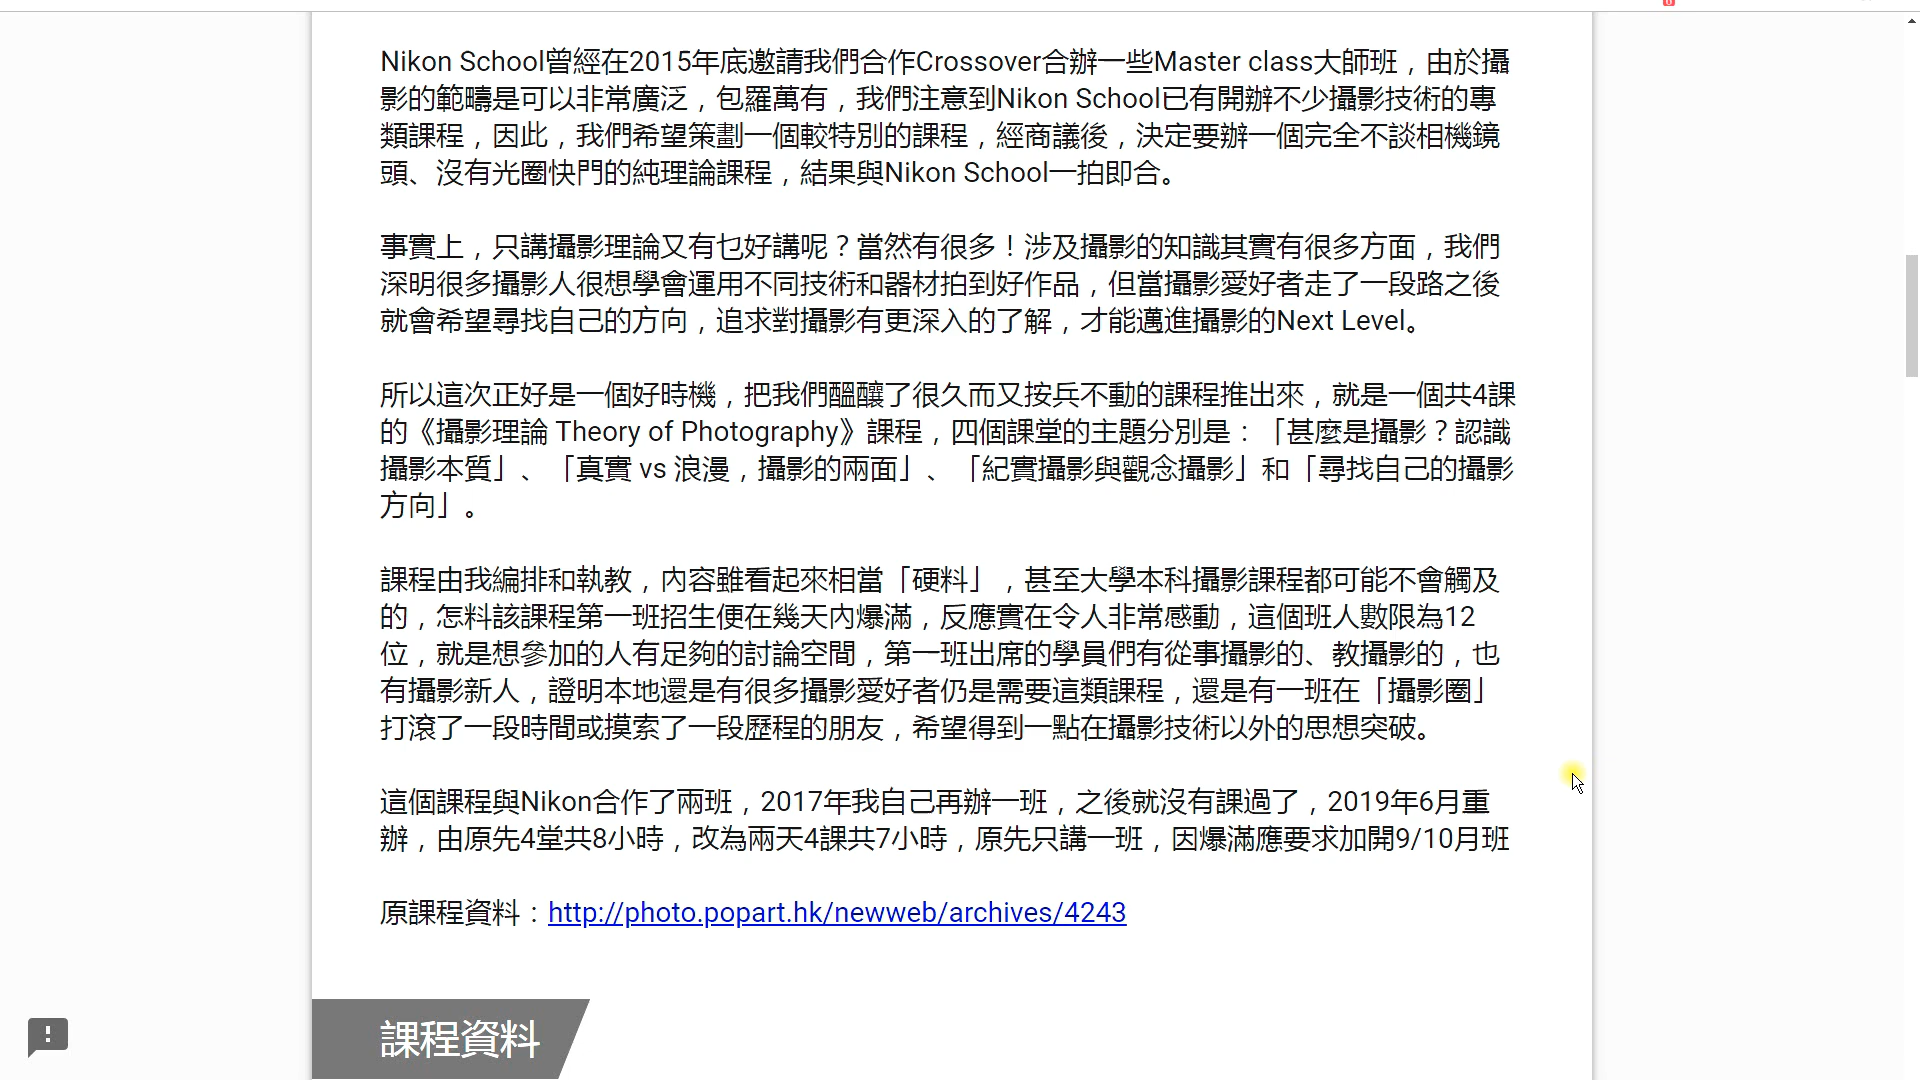 Nikon School曾經在2015年底邀請我們合作Crossover合辦一些Master class大師班，由於攝
影的範疇是可以非常廣泛，包羅萬有，我們注意到Nikon School已有開辦不少攝影技術的專
類課程，因此，我們希望策劃一個較特別的課程，經商議後，決定要辦一個完全不談相機鏡
頭、沒有光圈快門的純理論課程，結果與Nikon School一拍即合。
事實上，只講攝影理論又有乜好講呢？當然有很多！涉及攝影的知識其實有很多方面，我們
深明很多攝影人很想學會運用不同技術和器材拍到好作品，但當攝影愛好者走了一段路之後
就會希望尋找自己的方向，追求對攝影有更深入的了解，才能邁進攝影的Next Level。
所以這次正好是一個好時機，把我們醞釀了很久而又按兵不動的課程推出來，就是一個共4課
的《攝影理論 Theory of Photography》課程，四個課堂的主題分別是：「甚麼是攝影？認識
攝影本質」、「真實 vs 浪漫，攝影的兩面」、「紀實攝影與觀念攝影」和「尋找自己的攝影
方向」。
課程由我編排和執教，內容雖看起來相當「硬料」，甚至大學本科攝影課程都可能不會觸及
的，怎料該課程第一班招生便在幾天內爆滿，反應實在令人非常感動，這個班人數限為12
位，就是想參加的人有足夠的討論空間，第一班出席的學員們有從事攝影的、教攝影的，也
有攝影新人，證明本地還是有很多攝影愛好者仍是需要這類課程，還是有一班在「攝影圈」
打滾了一段時間或摸索了一段歷程的朋友，希望得到一點在攝影技術以外的思想突破。
這個課程與Nikon合作了兩班，2017年我自己再辦一班，之後就沒有課過了，2019年6月重
辦，由原先4堂共8小時，改為兩天4課共7小時，原先只講一班，因爆滿應要求加開9/10月班
原課程資料：http://photo.popart.hk/newweb/archives/4243
課程資料